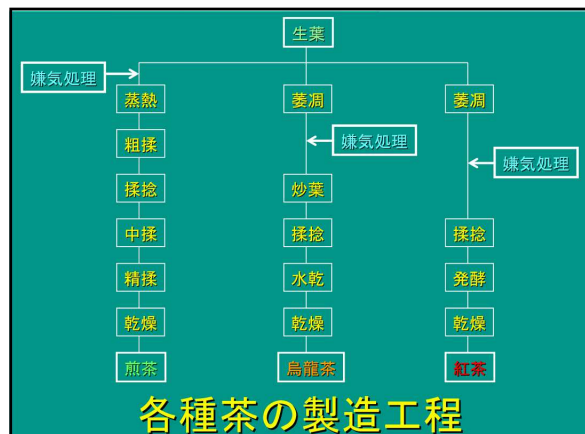 生葉
嫌気処理
蒸熱
萎凋
萎凋
粗揉
嫌気処理
嫌気処理
揉捻
炒葉
中揉
揉捻
揉捻
精揉
水乾
発酵
乾燥
乾燥
乾燥
煎茶
烏龍茶
紅茶
各種茶の製造工程